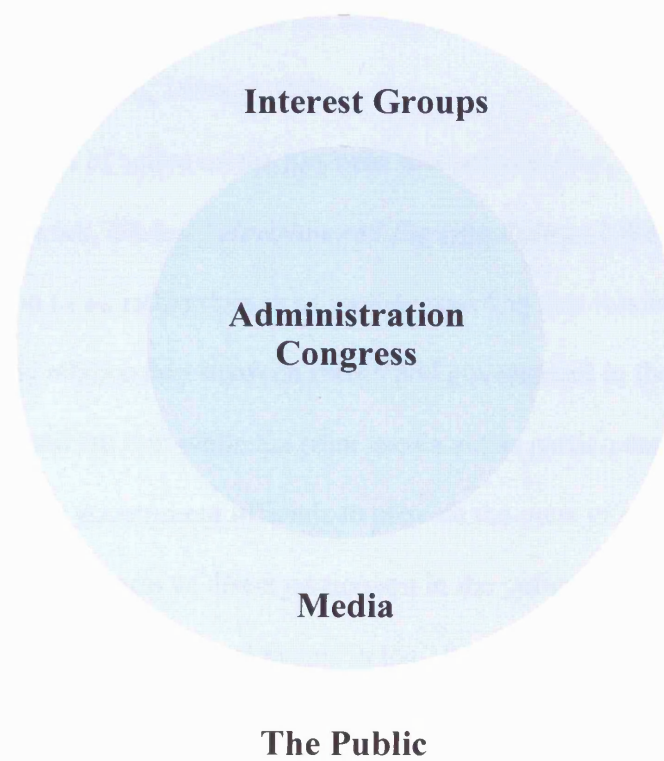 Interest Groups
Administration
Congress
Media
The Public